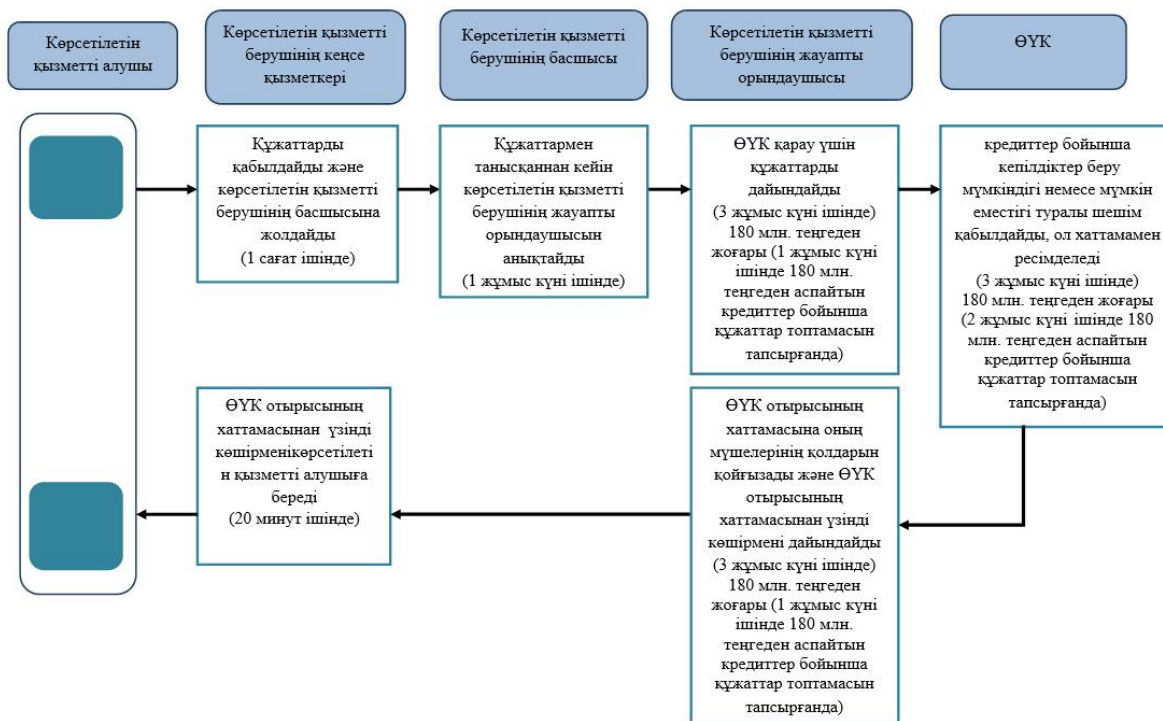 Көрсетілетін
қызметті алушы
Көрсетілетін қызметті
берушінің кеңсе
қызметкері
Көрсетілетін қызметті
берушінің басшысы
Көрсетілетін қызметті
берушінің жауапты
орындаушысы
ӨҮК
Құжаттарды
қабылдайды және
көрсетілетін қызметті
берушінің басшысына
жолдайды
(1 сағат ішінде)
Құжаттармен
танысқаннан кейін
көрсетілетін қызметті
берушінің жауапты
орындаушысын
анықтайды
(1 жұмыс күні ішінде)
ӨҮК қарау үшін
құжаттарды
дайындайды
(3 жұмыс күні ішінде)
180 млн. теңгеден
жоғары (1 жұмыс күні
ішінде 180 млн.
теңгеден аспайтын
кредиттер бойынша
құжаттар топтамасын
тапсырғанда)
кредиттер бойынша
кепілдіктер беру
мүмкіндігі немесе мүмкін
еместігі туралы шешім
қабылдайды, ол хаттамамен
ресімделеді
(3 жұмыс күні ішінде)
180 млн. теңгеден жоғары
(2 жұмыс күні ішінде 180
млн. теңгеден аспайтын
кредиттер бойынша
құжаттар топтамасын
тапсырғанда)
ӨҮК отырысының
хаттамасынан үзінді
көшірменікөрсетілеті
н қызметті алушыға
береді
(20 минут ішінде)
ӨҮК отырысының
хаттамасына оның
мүшелерінің қолдарын
қойғызады және ӨҮК
отырысының
хаттамасынан үзінді
көшірмені дайындайды
(3 жұмыс күні ішінде)
180 млн. теңгеден
жоғары (1 жұмыс күні
ішінде 180 млн.
теңгеден аспайтын
кредиттер бойынша
құжаттар топтамасын
тапсырғанда)